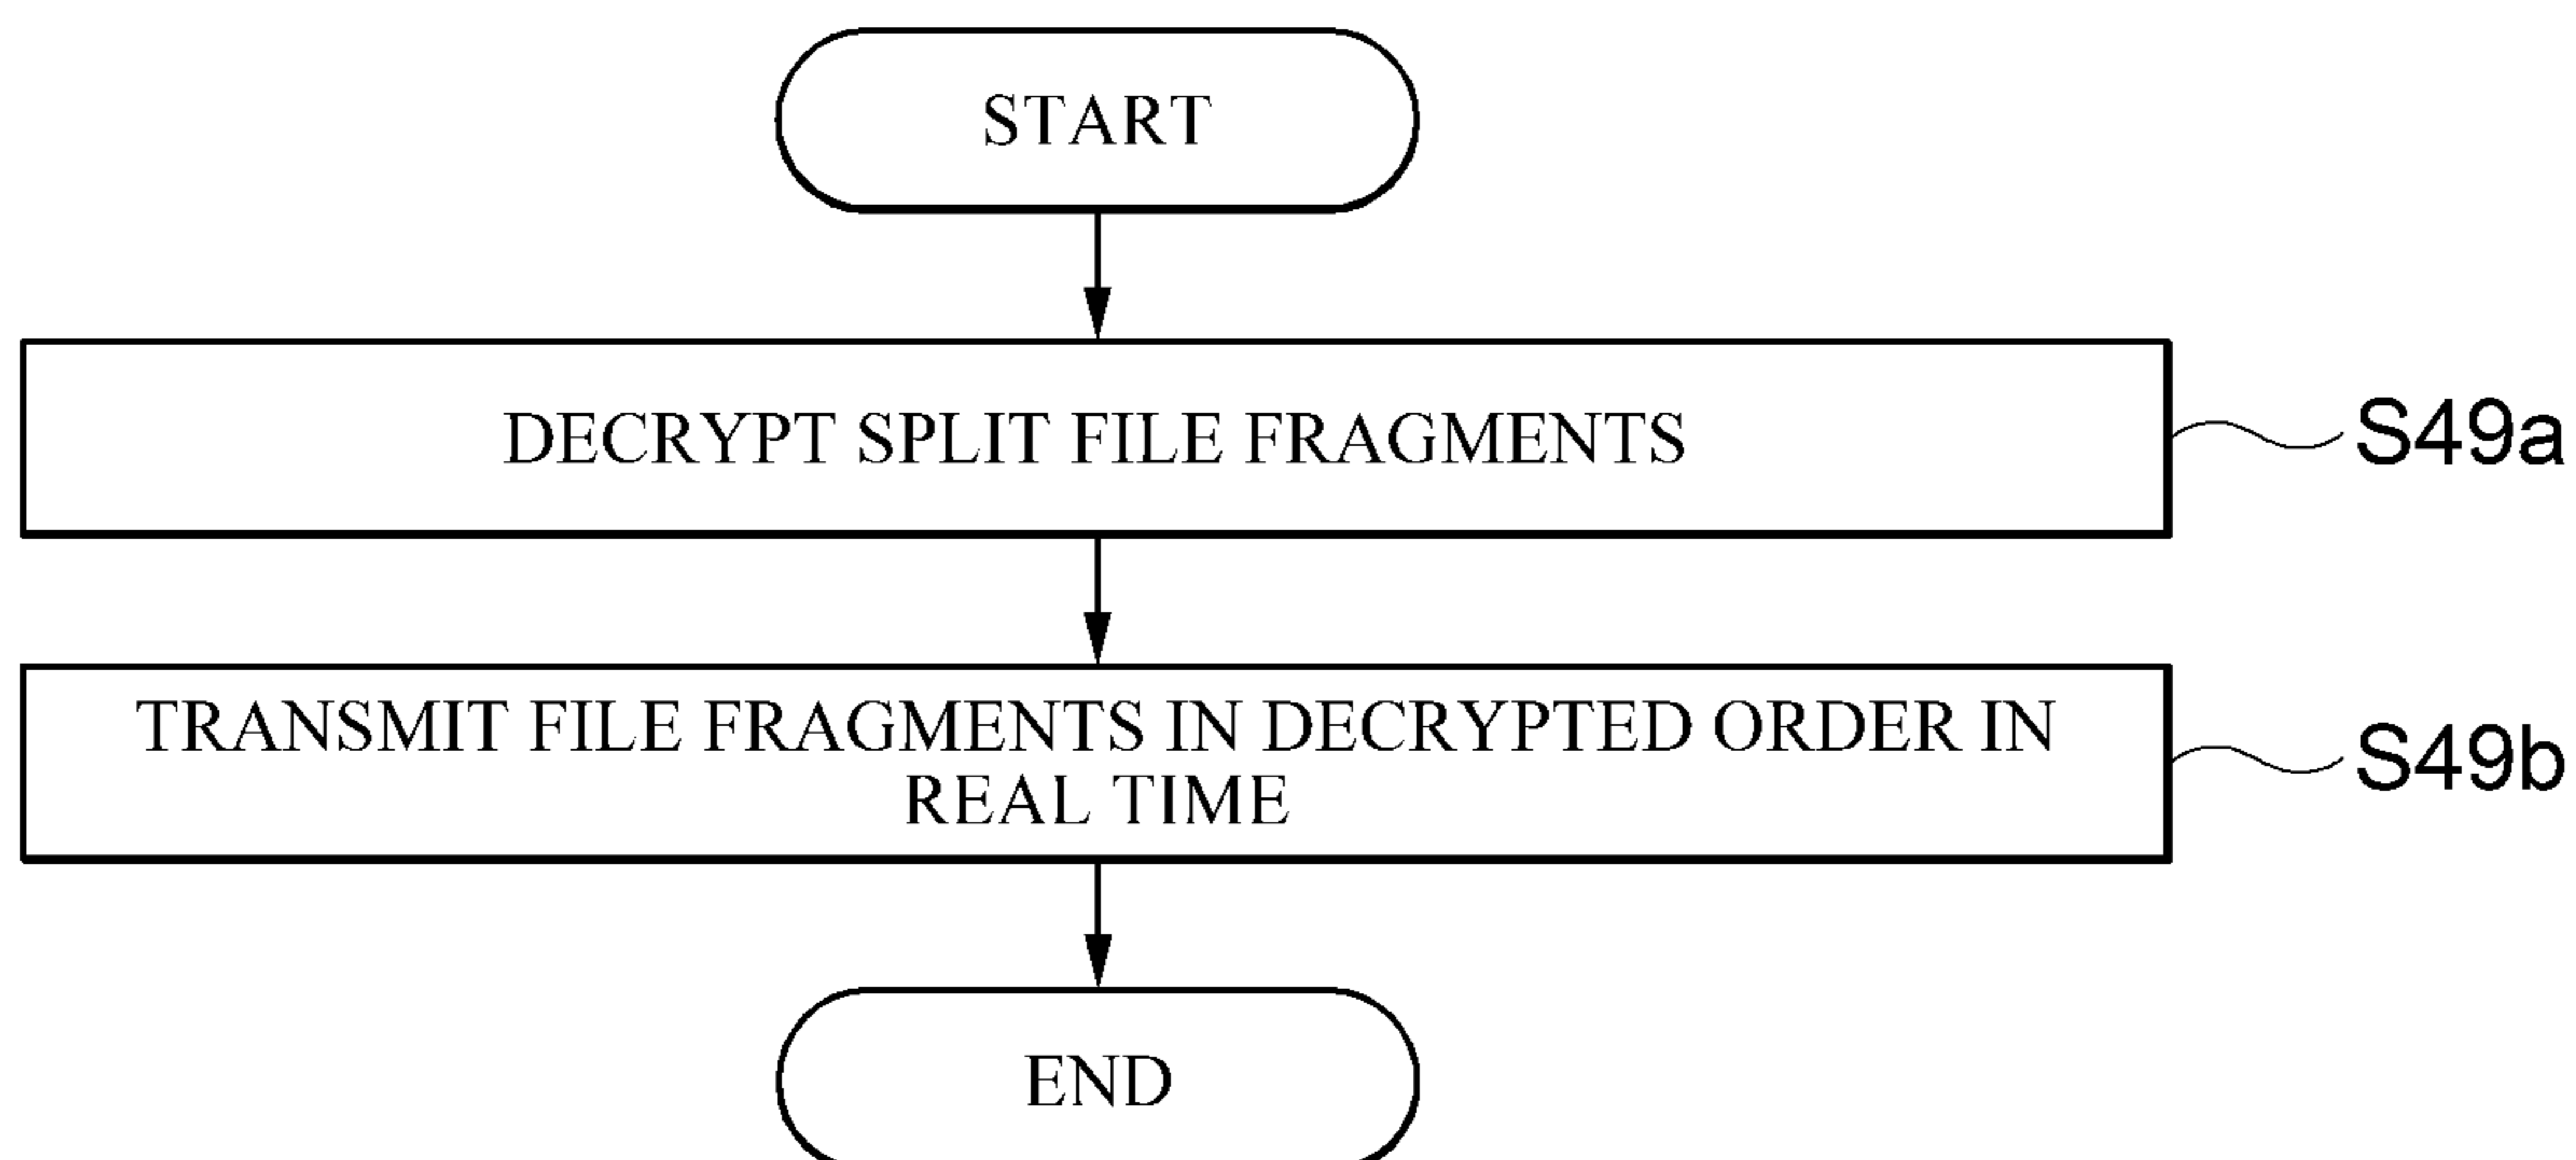 START
DECRYPT SPLIT FILE FRAGMENTS
S49a
TRANSMIT FILE FRAGMENTS IN DECRYPTED ORDER IN
REAL TIME
S49b
END